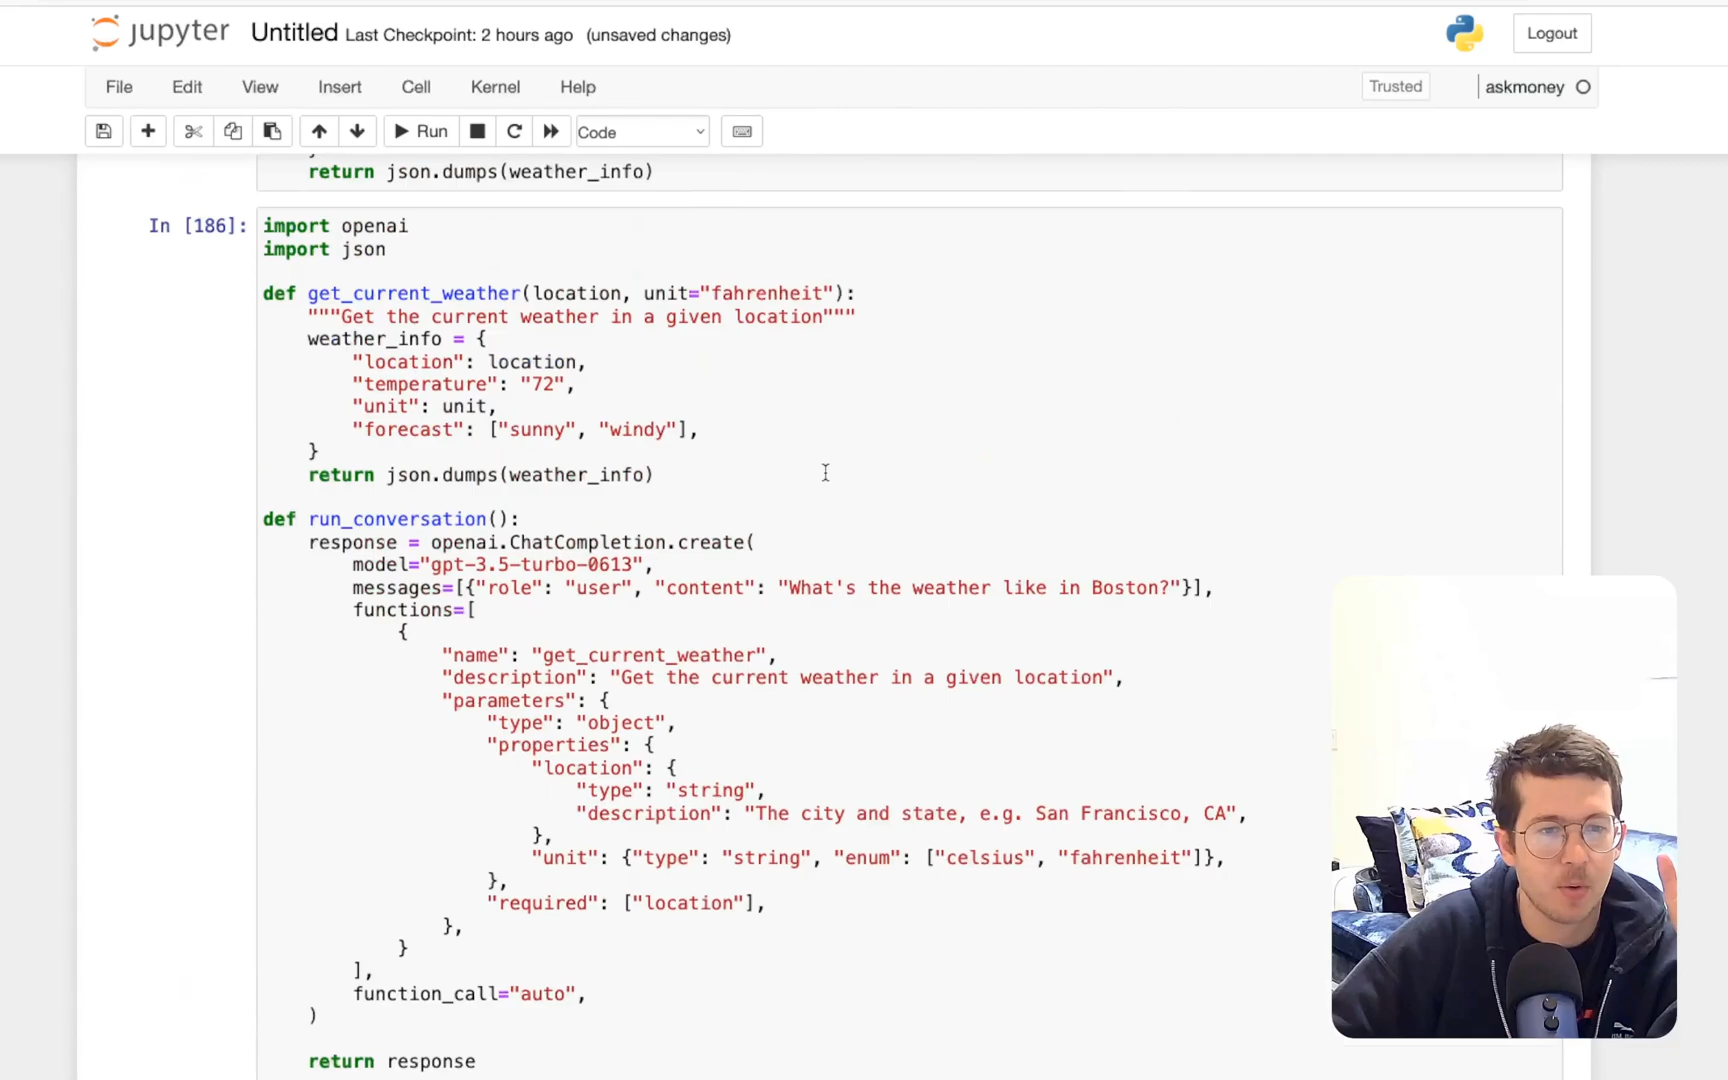 jupyter Untitled Last Checkpoint: 2 hours ago (unsaved changes) Logout
File Edit View Insert Cell Kernel Help Trusted askmoney
Run Code
return json.dumps(weather_info)
In [186]:
import openai
import json
def get_current_weather(location, unit="fahrenheit"):
"""Get the current weather in a given location"""
weather_info = {
"location": location,
"temperature": "72",
"unit": unit,
"forecast": ["sunny", "windy"],
}
return json.dumps(weather_info)
def run_conversation():
response = openai.ChatCompletion.create(
model="gpt-3.5-turbo-0613",
messages=[{"role": "user", "content": "What's the weather like in Boston?"}],
functions=[
{
"name": "get_current_weather",
"description": "Get the current weather in a given location",
"parameters": {
"type": "object",
"properties": {
"location": {
"type": "string",
"description": "The city and state, e.g. San Francisco, CA",
},
"unit": {"type": "string", "enum": ["celsius", "fahrenheit"]},
},
"required": ["location"],
},
}
],
function_call="auto",
)
return response